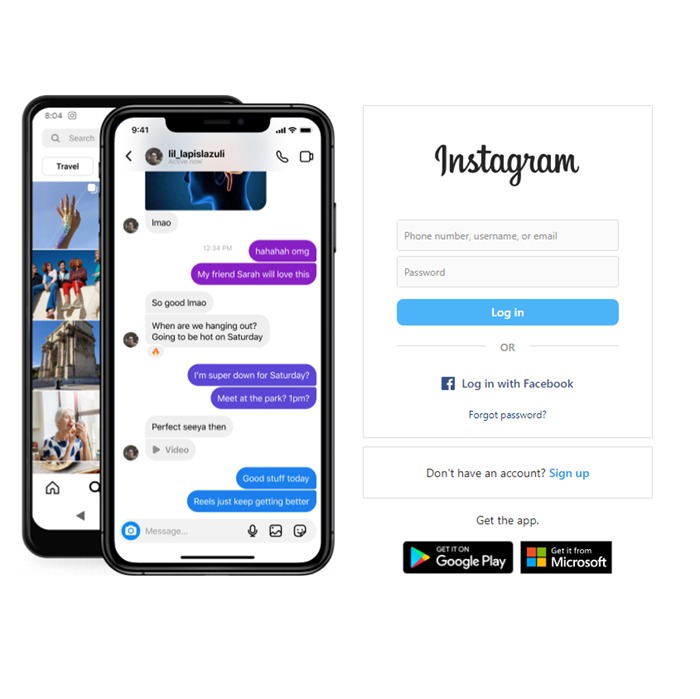 8:04
Search
Travel
9:41
lil_lapislazuli
Active now
lmao
12:34 PM
hahahah omg
My friend Sarah will love this
So good lmao
When are we hanging out?
Going to be hot on Saturday
I'm super down for Saturday?
Meet at the park? 1pm?
Perfect seeya then
Video
Good stuff today
Reels just keep getting better
Message...
Instagram
Phone number, username, or email
Password
Log in
OR
Log in with Facebook
Forgot password?
Don't have an account? Sign up
Get the app.
GET IT ON
Google Play
Get it from
Microsoft